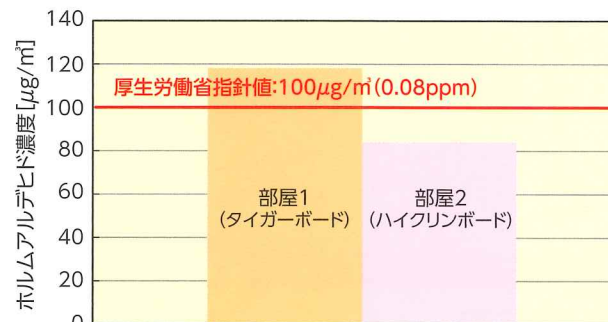 140
120
厚生労働省指針値:100μg/㎥(0.08ppm)
100
80
60
40
20
0
ホルムアルデヒド濃度[μg/㎥]
部屋1
(タイガーボード)
部屋2
(ハイクリンボード)